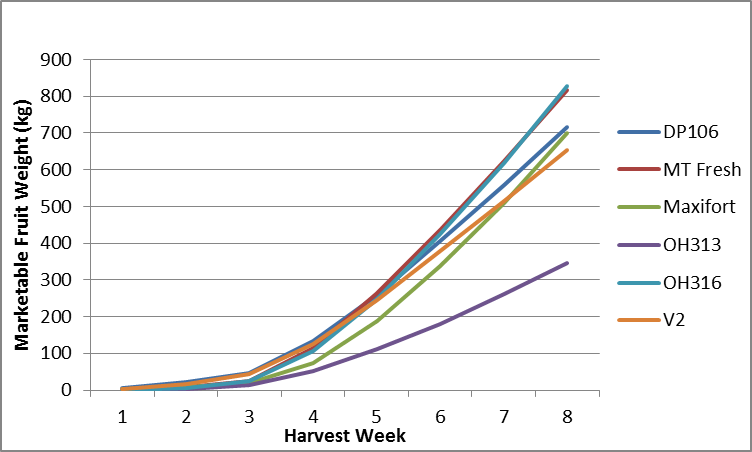 Marketable Fruit Weight (kg)
900
800
700
600
500
400
300
200
100
0
1 2 3 4 5 6 7 8
Harvest Week
DP106
MT Fresh
Maxifort
OH313
OH316
V2